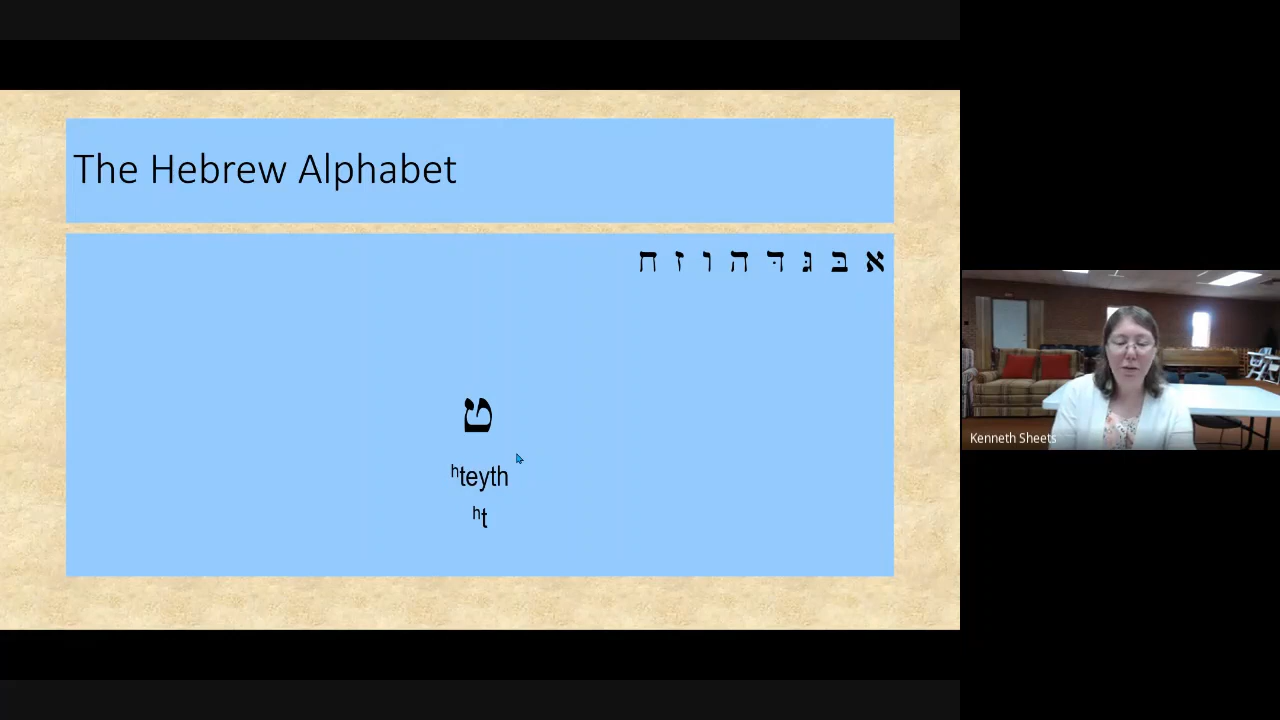 The Hebrew Alphabet
א בּ גּ דּ ה ו ז ח
ט
ʰteyth
ʰt
Kenneth Sheets